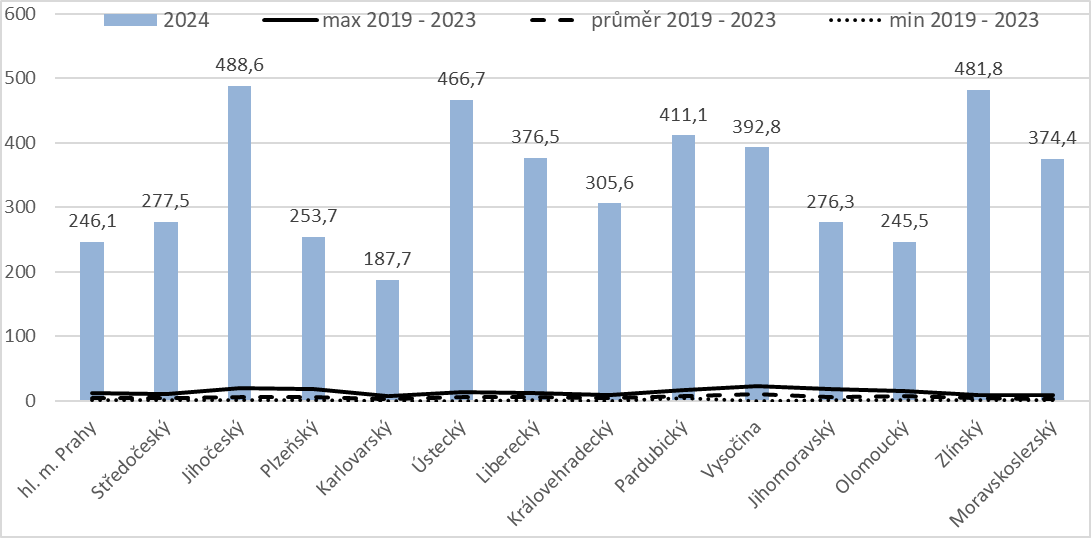 600
2024 max 2019 - 2023 průměr 2019 - 2023 min 2019 - 2023
500
400
300
200
100
0
246,1
277,5
488,6
253,7
187,7
466,7
376,5
305,6
411,1
392,8
276,3
245,5
481,8
374,4
hl. m. Prahy
Středočeský
Jihočeský
Plzeňský
Karlovarský
Ústecký
Liberecký
Královehradecký
Pardubický
Vysočina
Jihomoravský
Olomoucký
Zlínský
Moravskoslezský